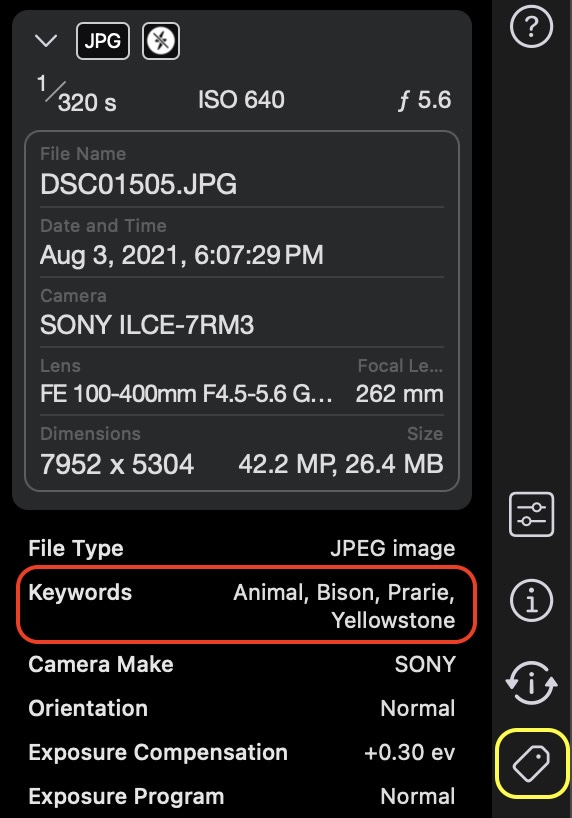 JPG
1/320 s ISO 640 ƒ 5.6
File Name
DSC01505.JPG
Date and Time
Aug 3, 2021, 6:07:29 PM
Camera
SONY ILCE-7RM3
Lens Focal Le...
FE 100-400mm F4.5-5.6 G... 262 mm
Dimensions Size
7952 x 5304 42.2 MP, 26.4 MB
File Type JPEG image
Keywords Animal, Bison, Prarie,
Yellowstone
Camera Make SONY
Orientation Normal
Exposure Compensation +0.30 ev
Exposure Program Normal